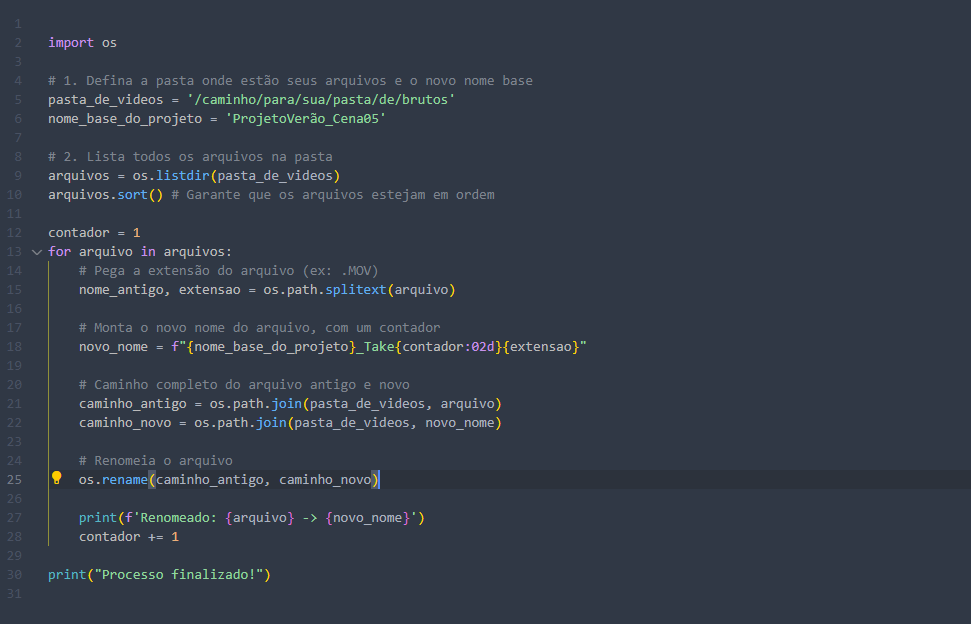 1
2 import os
3
4 # 1. Defina a pasta onde estão seus arquivos e o novo nome base
5 pasta_de_videos = '/caminho/para/sua/pasta/de/brutos'
6 nome_base_do_projeto = 'ProjetoVerão_Cena05'
7
8 # 2. Lista todos os arquivos na pasta
9 arquivos = os.listdir(pasta_de_videos)
10 arquivos.sort() # Garante que os arquivos estejam em ordem
11
12 contador = 1
13 for arquivo in arquivos:
14     # Pega a extensão do arquivo (ex: .MOV)
15     nome_antigo, extensao = os.path.splitext(arquivo)
16
17     # Monta o novo nome do arquivo, com um contador
18     novo_nome = f"{nome_base_do_projeto}_Take{contador:02d}{extensao}"
19
20     # Caminho completo do arquivo antigo e novo
21     caminho_antigo = os.path.join(pasta_de_videos, arquivo)
22     caminho_novo = os.path.join(pasta_de_videos, novo_nome)
23
24     # Renomeia o arquivo
25     os.rename(caminho_antigo, caminho_novo)
26
27     print(f'Renomeado: {arquivo} -> {novo_nome}')
28     contador += 1
29
30 print("Processo finalizado!")
31